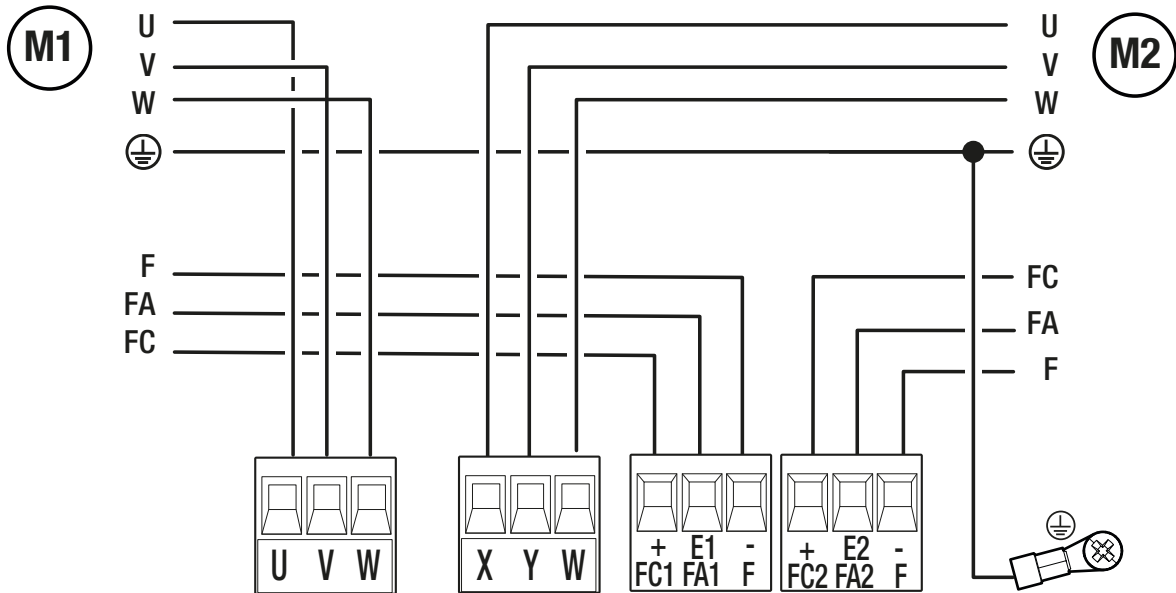 M1
U
V
W
F
FA
FC
U
V
W
M2
FC
FA
F
U V W
X Y W
+ E1 -
FC1 FA1 F
+ E2 -
FC2 FA2 F